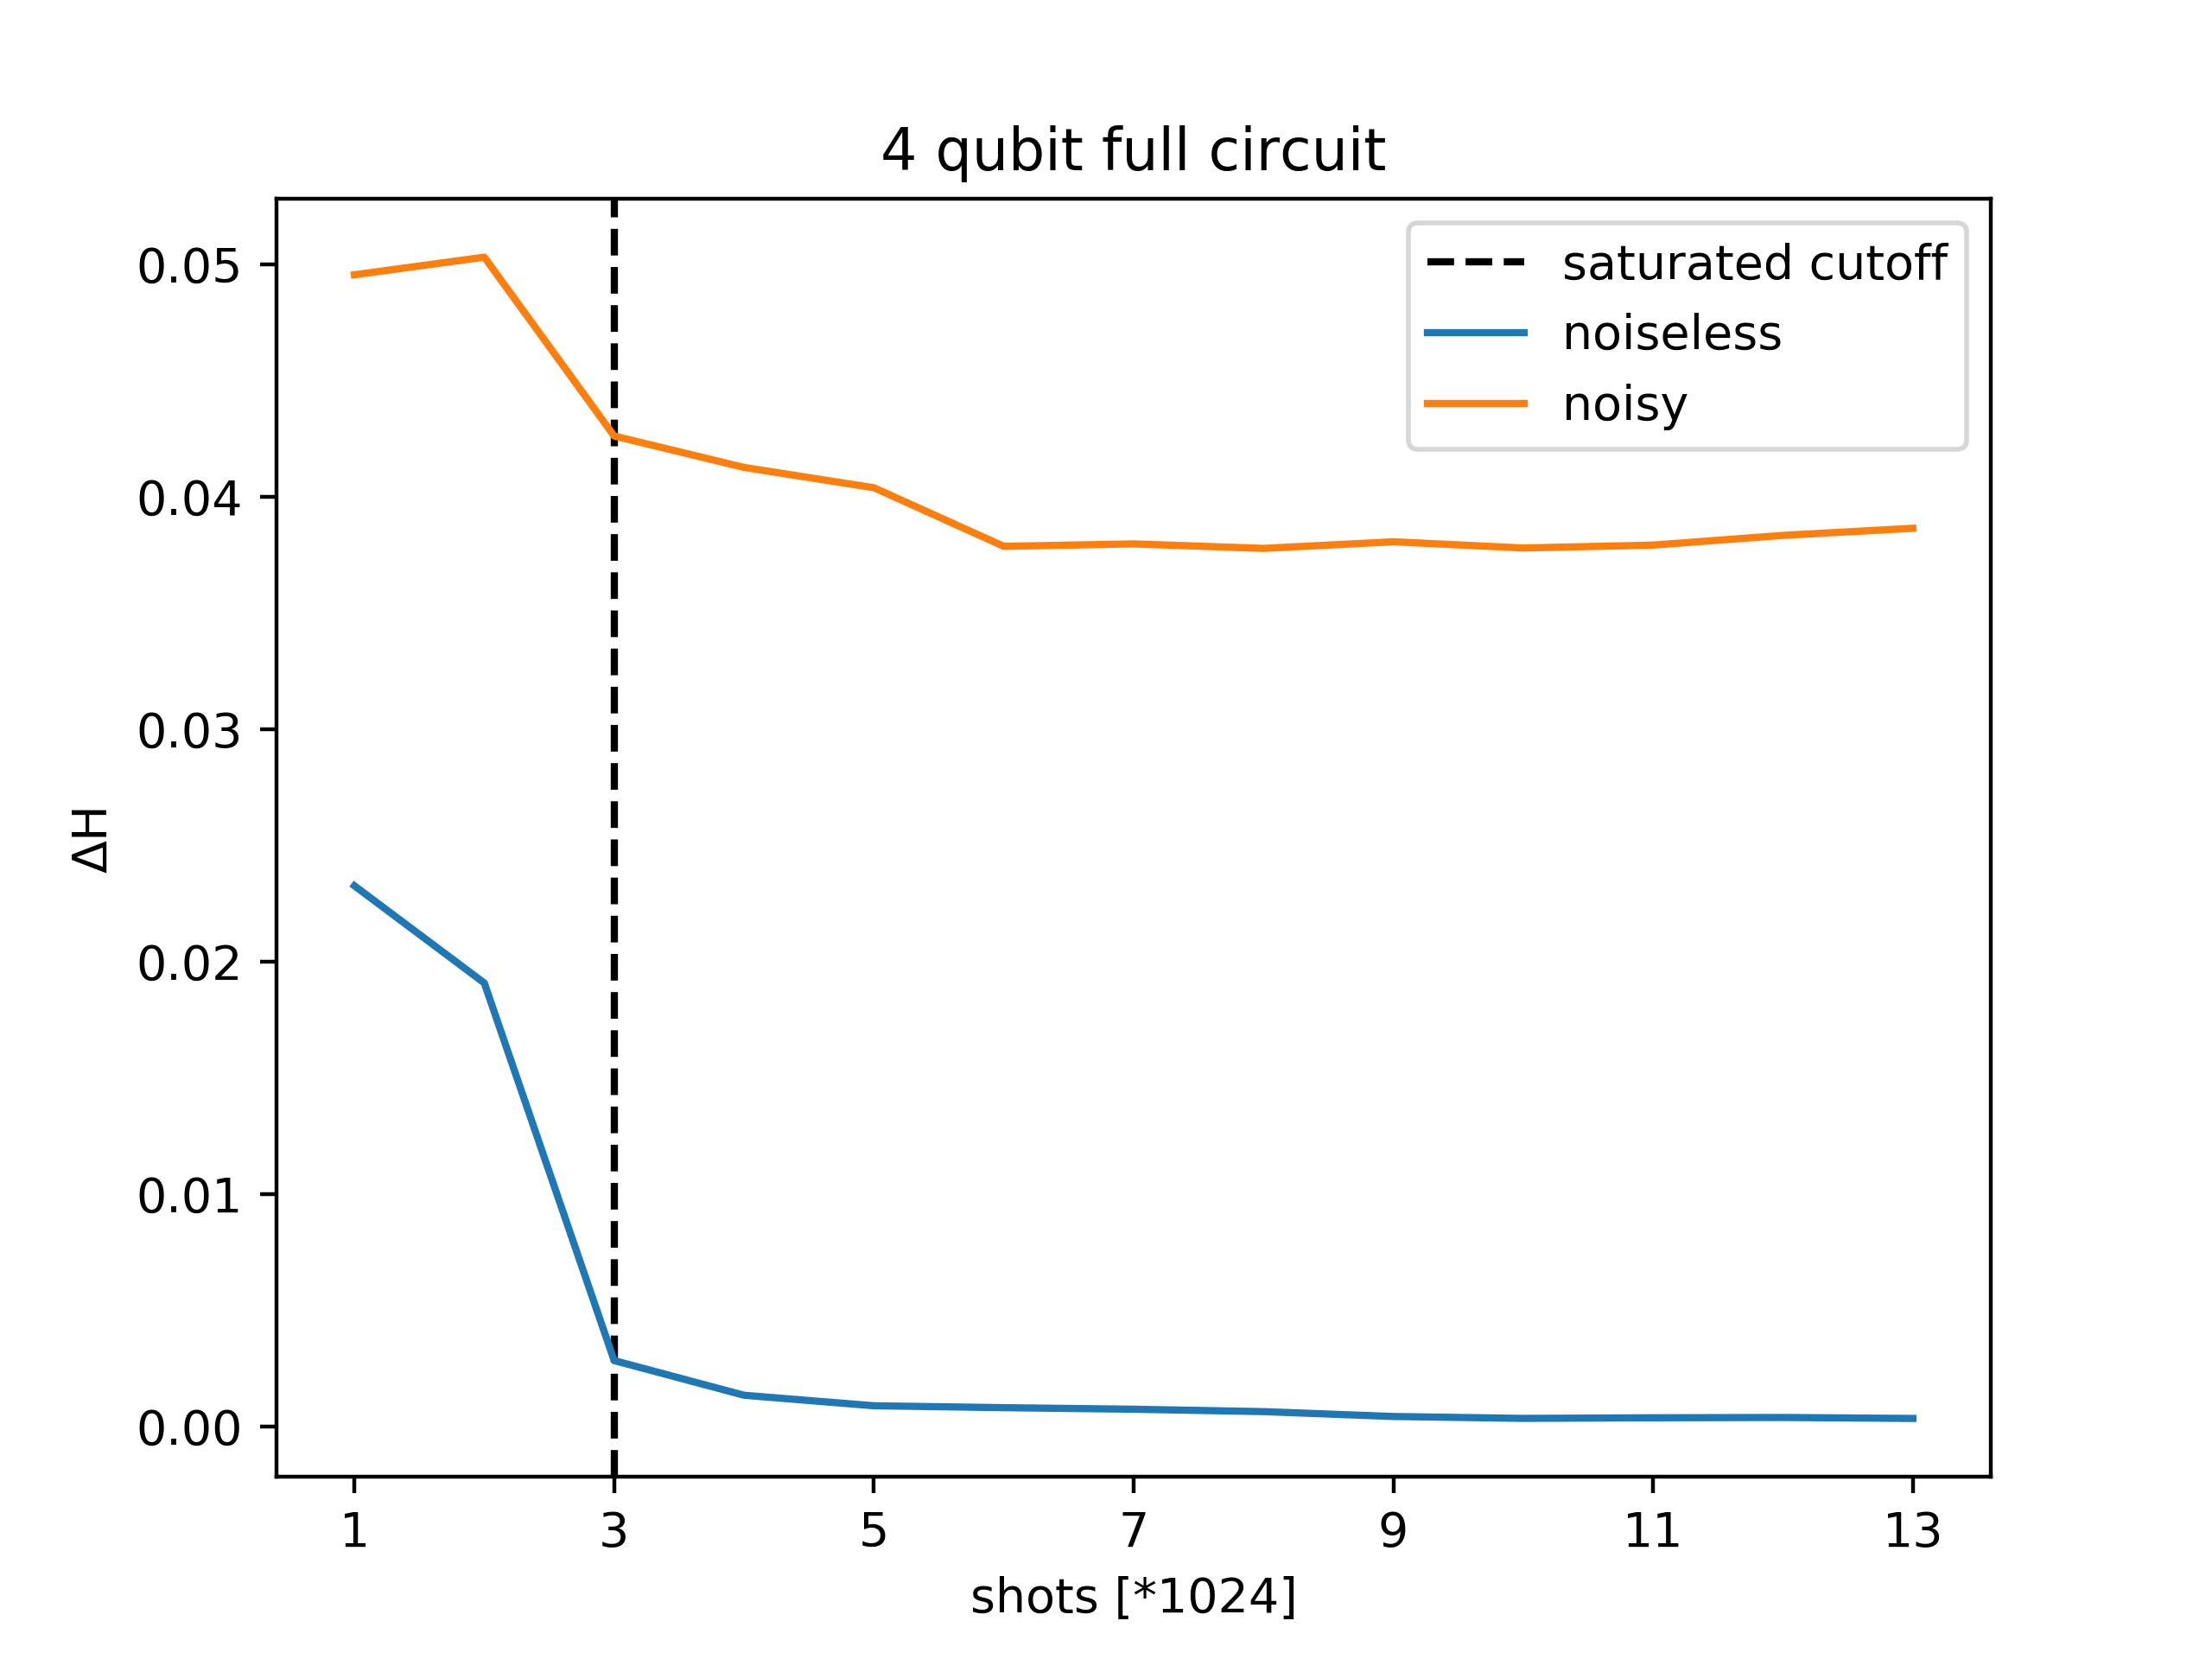 4 qubit full circuit
saturated cutoff
noiseless
noisy
0.05
0.04
0.03
0.02
0.01
0.00
ΔH
1 3 5 7 9 11 13
shots [*1024]